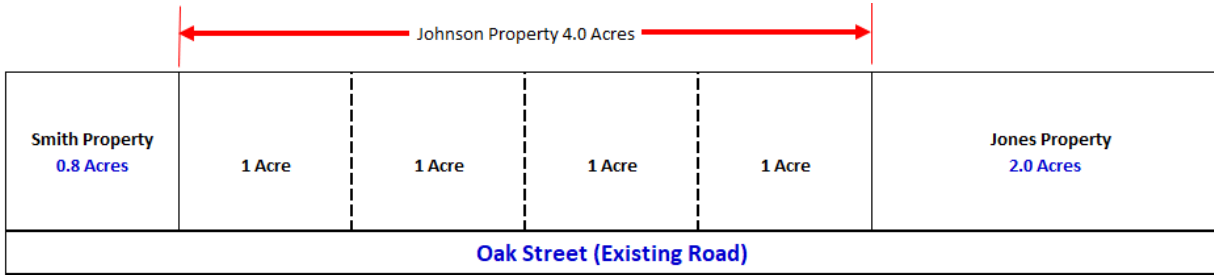 Johnson Property 4.0 Acres
Smith Property
0.8 Acres
1 Acre
1 Acre
1 Acre
1 Acre
Jones Property
2.0 Acres
Oak Street (Existing Road)